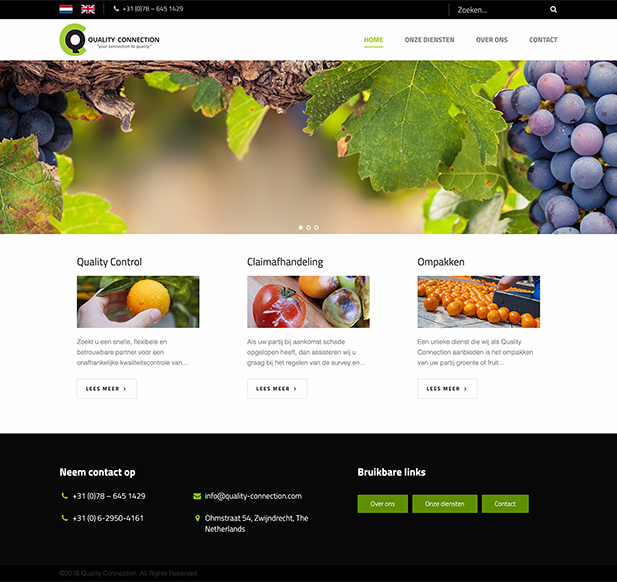 +31 (0)78 – 645 1429
Zoeken...
QUALITY CONNECTION
"your connection to quality"
HOME
ONZE DIENSTEN
OVER ONS
CONTACT
Quality Control
Claimafhandeling
Ompakken
Zoekt u een snelle, flexibele en
betrouwbare partner voor een
onafhankelijke kwaliteitscontrole van...
Als uw partij bij aankomst schade
opgelopen heeft, dan assisteren wij u
graag bij het regelen van de survey en...
Een unieke dienst die wij als Quality
Connection aanbieden is het ompakken
van uw partij groente of fruit...
LEES MEER
LEES MEER
LEES MEER
Neem contact op
+31 (0)78 – 645 1429
info@quality-connection.com
+31 (0) 6-2950-4161
Ohmstraat 54, Zwijndrecht, The
Netherlands
Bruikbare links
Over ons
Onze diensten
Contact
©2016 Quality Connection. All Rights Reserved.